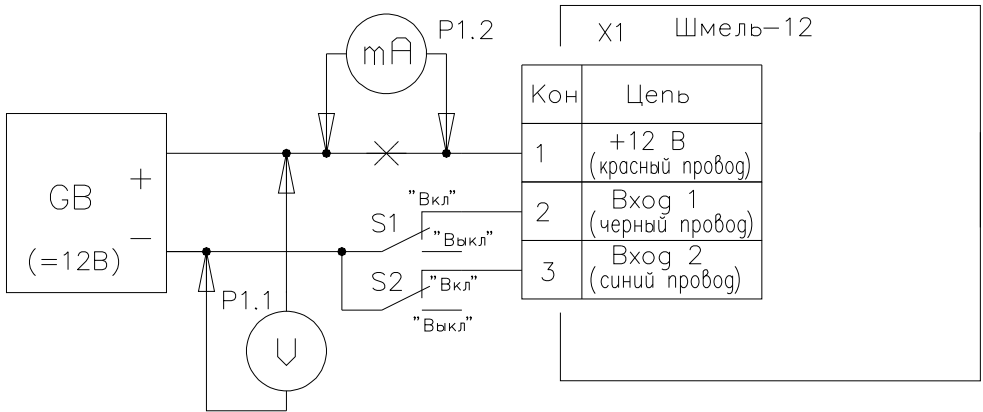 P1.2
mA
X1 Шмель-12
Кон Цепь
1 +12 В
(красный провод)
2 Вход 1
(черный провод)
3 Вход 2
(синий провод)
GB
+
−
(=12В)
S1
"Вкл"
"Выкл"
S2
"Вкл"
"Выкл"
P1.1
V